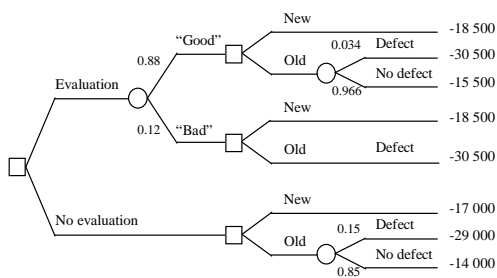 New
-18 500
"Good"
0.034
Defect
-30 500
0.88
Old
No defect
Evaluation
0.966
-15 500
New
-18 500
0.12
"Bad"
Old
Defect
-30 500
New
-17 000
No evaluation
0.15
Defect
-29 000
Old
No defect
0.85
-14 000